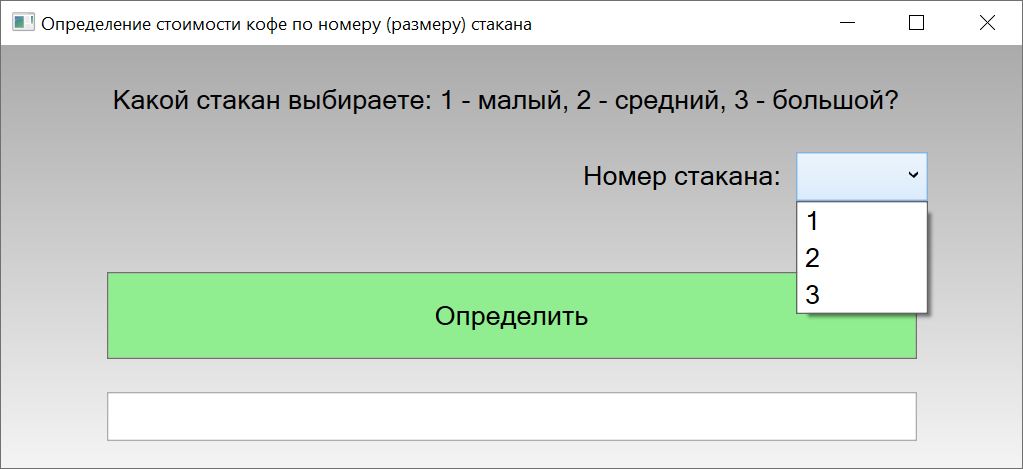 Определение стоимости кофе по номеру (размеру) стакана
Какой стакан выбираете: 1 - малый, 2 - средний, 3 - большой?
Номер стакана:
1
2
3
Определить